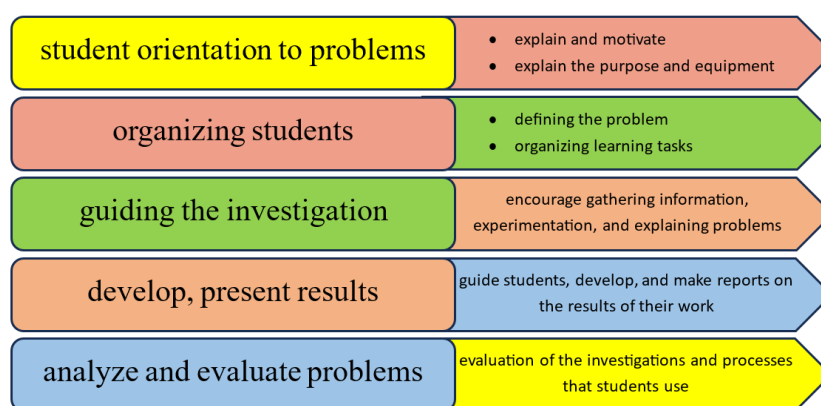 student orientation to problems
• explain and motivate
• explain the purpose and equipment
organizing students
• defining the problem
• organizing learning tasks
guiding the investigation
encourage gathering information,
experimentation, and explaining problems
develop, present results
guide students, develop, and make reports on
the results of their work
analyze and evaluate problems
evaluation of the investigations and processes
that students use